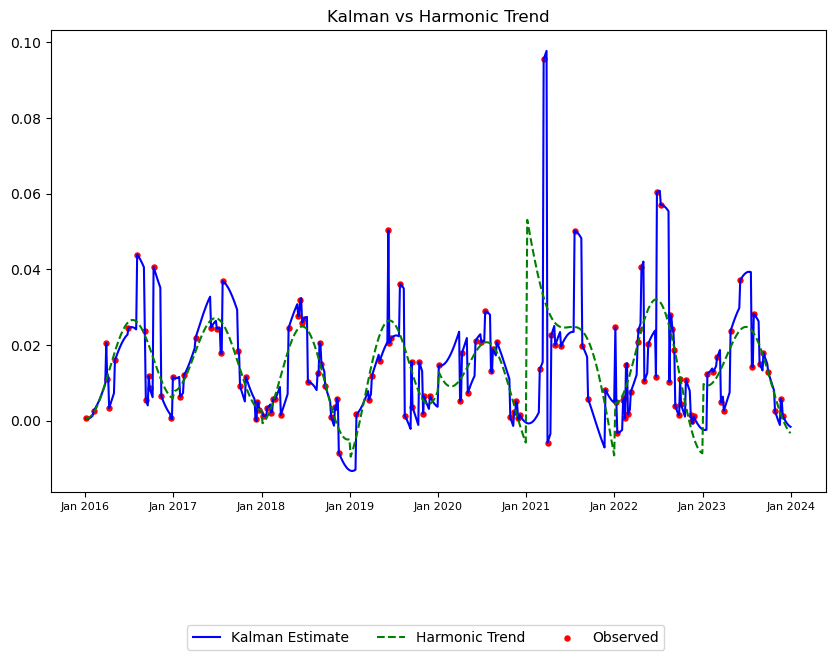 Kalman vs Harmonic Trend
0.10
0.08
0.06
0.04
0.02
0.00
Jan 2016 Jan 2017 Jan 2018 Jan 2019 Jan 2020 Jan 2021 Jan 2022 Jan 2023 Jan 2024
Kalman Estimate Harmonic Trend Observed